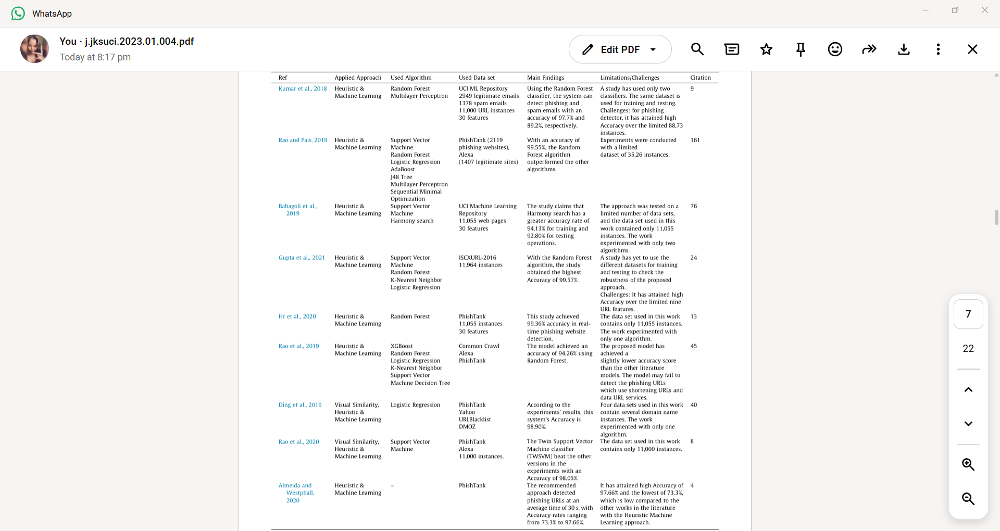 WhatsApp
You · j.jksuci.2023.01.004.pdf
Today at 8:17 pm
Edit PDF
Ref Applied Approach Used Algorithm Used Data set Main Findings Limitations/Challenges Citation
Kumar et al., 2018 Heuristic & Random Forest UCI ML Repository Using the Random Forest A study has used only two 9
Machine Learning Multilayer Perceptron 2949 legitimate emails classifier, the system can classifiers. The same dataset is
1378 spam emails detect phishing and used for training and testing.
11,000 URL instances spam emails with an Challenges: for phishing
30 features accuracy of 97.7% and detector, it has attained high
89.2%, respectively. Accuracy over the limited 88,73
instances.
Rao and Pais, 2019 Heuristic & Support Vector PhishTank (2119 With an accuracy of Experiments were conducted 161
Machine Learning Machine phishing websites), 99.55%, the Random with a limited
Random Forest Alexa Forest algorithm dataset of 35,26 instances.
Logistic Regression (1407 legitimate sites) outperformed the other
AdaBoost algorithms.
J48 Tree
Multilayer Perceptron
Sequential Minimal
Optimization
Babagoli et al., Heuristic & Support Vector UCI Machine Learning The study claims that The approach was tested on a 76
2019 Machine Learning Machine Repository Harmony search has a limited number of data sets,
Harmony search 11,055 web pages greater accuracy rate of and the data set used in this
30 features 94.13% for training and work contained only 11,055
92.80% for testing instances. The work
operations. experimented with only two
algorithms.
Gupta et al., 2021 Heuristic & Support Vector ISCXURL-2016 With the Random Forest A study has yet to use the 24
Machine Learning Machine 11,964 instances algorithm, the study different datasets for training
Random Forest obtained the highest and testing to check the
K-Nearest Neighbor Accuracy of 99.57%. robustness of the proposed
Logistic Regression approach.
Challenges: It has attained high
Accuracy over the limited nine
URL features.
Hr et al., 2020 Heuristic & Random Forest PhishTank This study achieved The data set used in this work 13
Machine Learning 11,055 instances 99.36% accuracy in real- contains only 11,055 instances.
30 features time phishing website The work experimented with
detection. only one algorithm.
Rao et al., 2019 Heuristic & XGBoost Common Crawl The model achieved an The proposed model has 45
Machine Learning Random Forest Alexa accuracy of 94.26% using achieved a
Logistic Regression PhishTank Random Forest. slightly lower accuracy score
K-Nearest Neighbor than the other literature
Support Vector models. The model may fail to
Machine Decision Tree detect the phishing URLs
which use shortening URLs and
data URL services.
Ding et al., 2019 Visual Similarity, Logistic Regression PhishTank According to the Four data sets used in this work 40
Heuristic & Yahoo experiments' results, this contain several domain name
Machine Learning URLBlacklist system's Accuracy is instances. The work
DMOZ 98.90%. experimented with only one
algorithm.
Rao et al., 2020 Visual Similarity, Support Vector PhishTank The Twin Support Vector The data set used in this work 8
Heuristic & Machine Alexa Machine classifier contains only 11,000 instances.
Machine Learning 11,000 instances. (TWSVM) beat the other
versions in the
experiments with an
Accuracy of 98.05%.
Almeida and Heuristic & – PhishTank The recommended It has attained high Accuracy of 4
Westphall, Machine Learning approach detected 97.66% and the lowest of 73.3%,
2020 phishing URLs at an which is low compared to the
average time of 30 s, with other works in the literature
Accuracy rates ranging with the Heuristic Machine
from 73.3% to 97.66%. Learning approach.
7
22